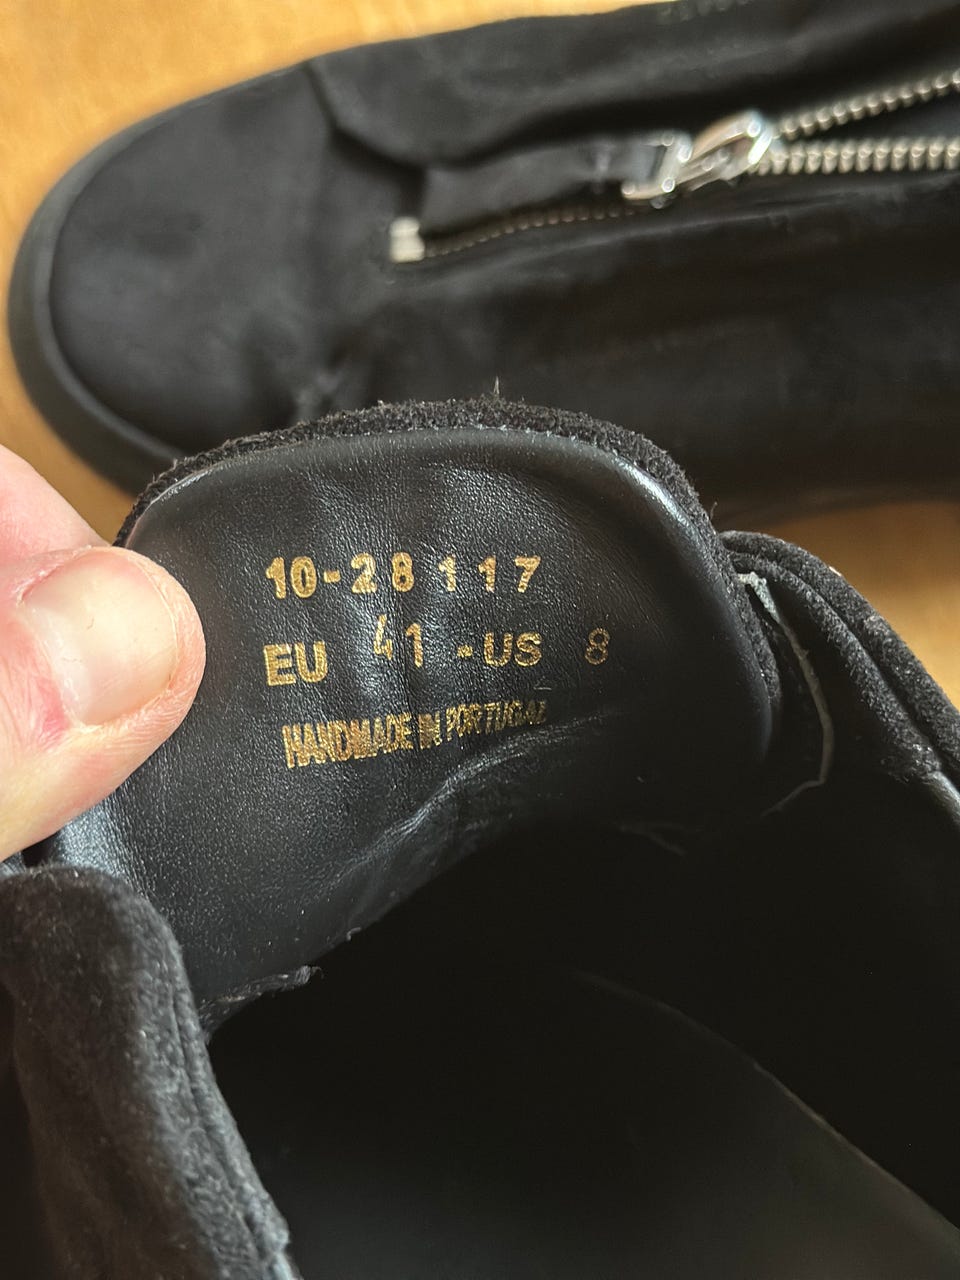 10-28117
EU 41 - US 8
HANDMADE IN PORTUGAL